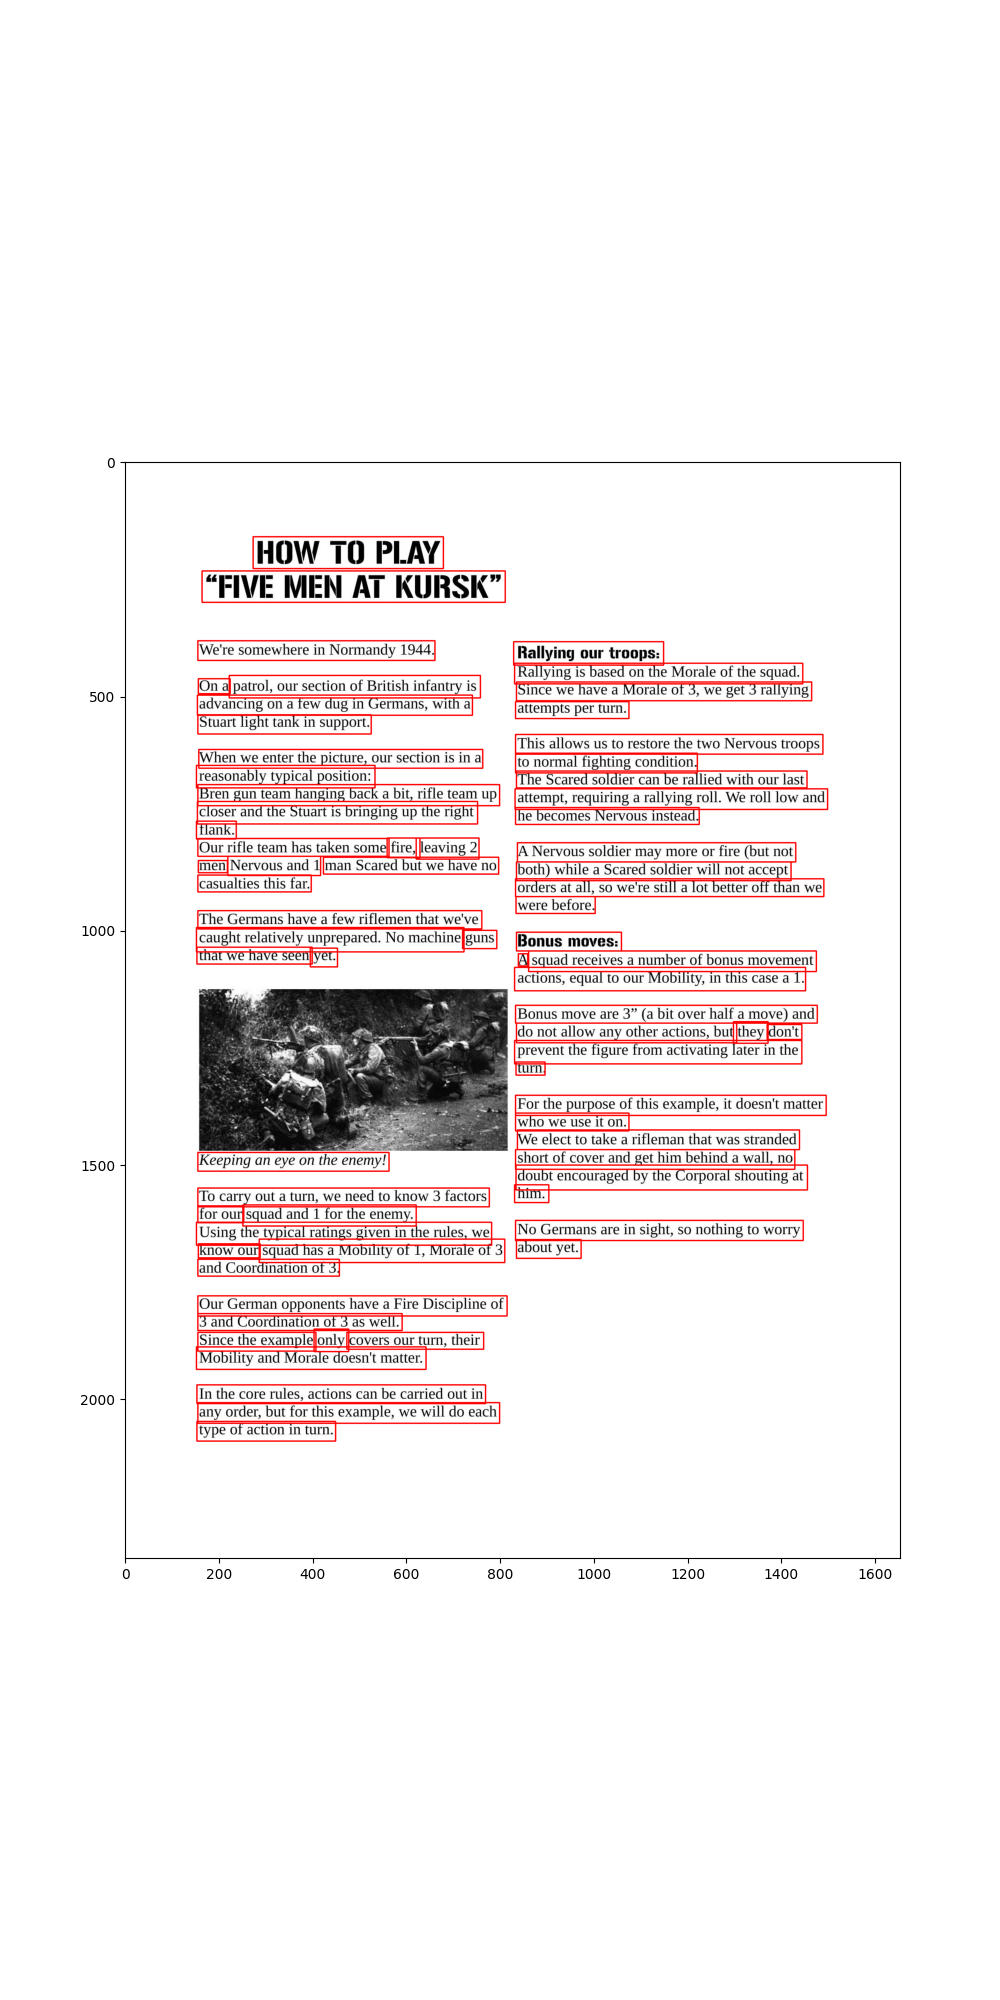 HOW TO PLAY
“FIVE MEN AT KURSK”
We're somewhere in Normandy 1944.
On a patrol, our section of British infantry is
advancing on a few dug in Germans, with a
Stuart light tank in support.
When we enter the picture, our section is in a
reasonably typical position:
Bren gun team hanging back a bit, rifle team up
closer and the Stuart is bringing up the right
flank.
Our rifle team has taken some fire, leaving 2
men Nervous and 1 man Scared but we have no
casualties this far.
The Germans have a few riflemen that we've
caught relatively unprepared. No machine guns
that we have seen yet.
Keeping an eye on the enemy!
To carry out a turn, we need to know 3 factors
for our squad and 1 for the enemy.
Using the typical ratings given in the rules, we
know our squad has a Mobility of 1, Morale of 3
and Coordination of 3.
Our German opponents have a Fire Discipline of
3 and Coordination of 3 as well.
Since the example only covers our turn, their
Mobility and Morale doesn't matter.
In the core rules, actions can be carried out in
any order, but for this example, we will do each
type of action in turn.
Rallying our troops:
Rallying is based on the Morale of the squad.
Since we have a Morale of 3, we get 3 rallying
attempts per turn.
This allows us to restore the two Nervous troops
to normal fighting condition.
The Scared soldier can be rallied with our last
attempt, requiring a rallying roll. We roll low and
he becomes Nervous instead.
A Nervous soldier may more or fire (but not
both) while a Scared soldier will not accept
orders at all, so we're still a lot better off than we
were before.
Bonus moves:
A squad receives a number of bonus movement
actions, equal to our Mobility, in this case a 1.
Bonus move are 3” (a bit over half a move) and
do not allow any other actions, but they don't
prevent the figure from activating later in the
turn.
For the purpose of this example, it doesn't matter
who we use it on.
We elect to take a rifleman that was stranded
short of cover and get him behind a wall, no
doubt encouraged by the Corporal shouting at
him.
No Germans are in sight, so nothing to worry
about yet.
0
500
1000
1500
2000
0 200 400 600 800 1000 1200 1400 1600